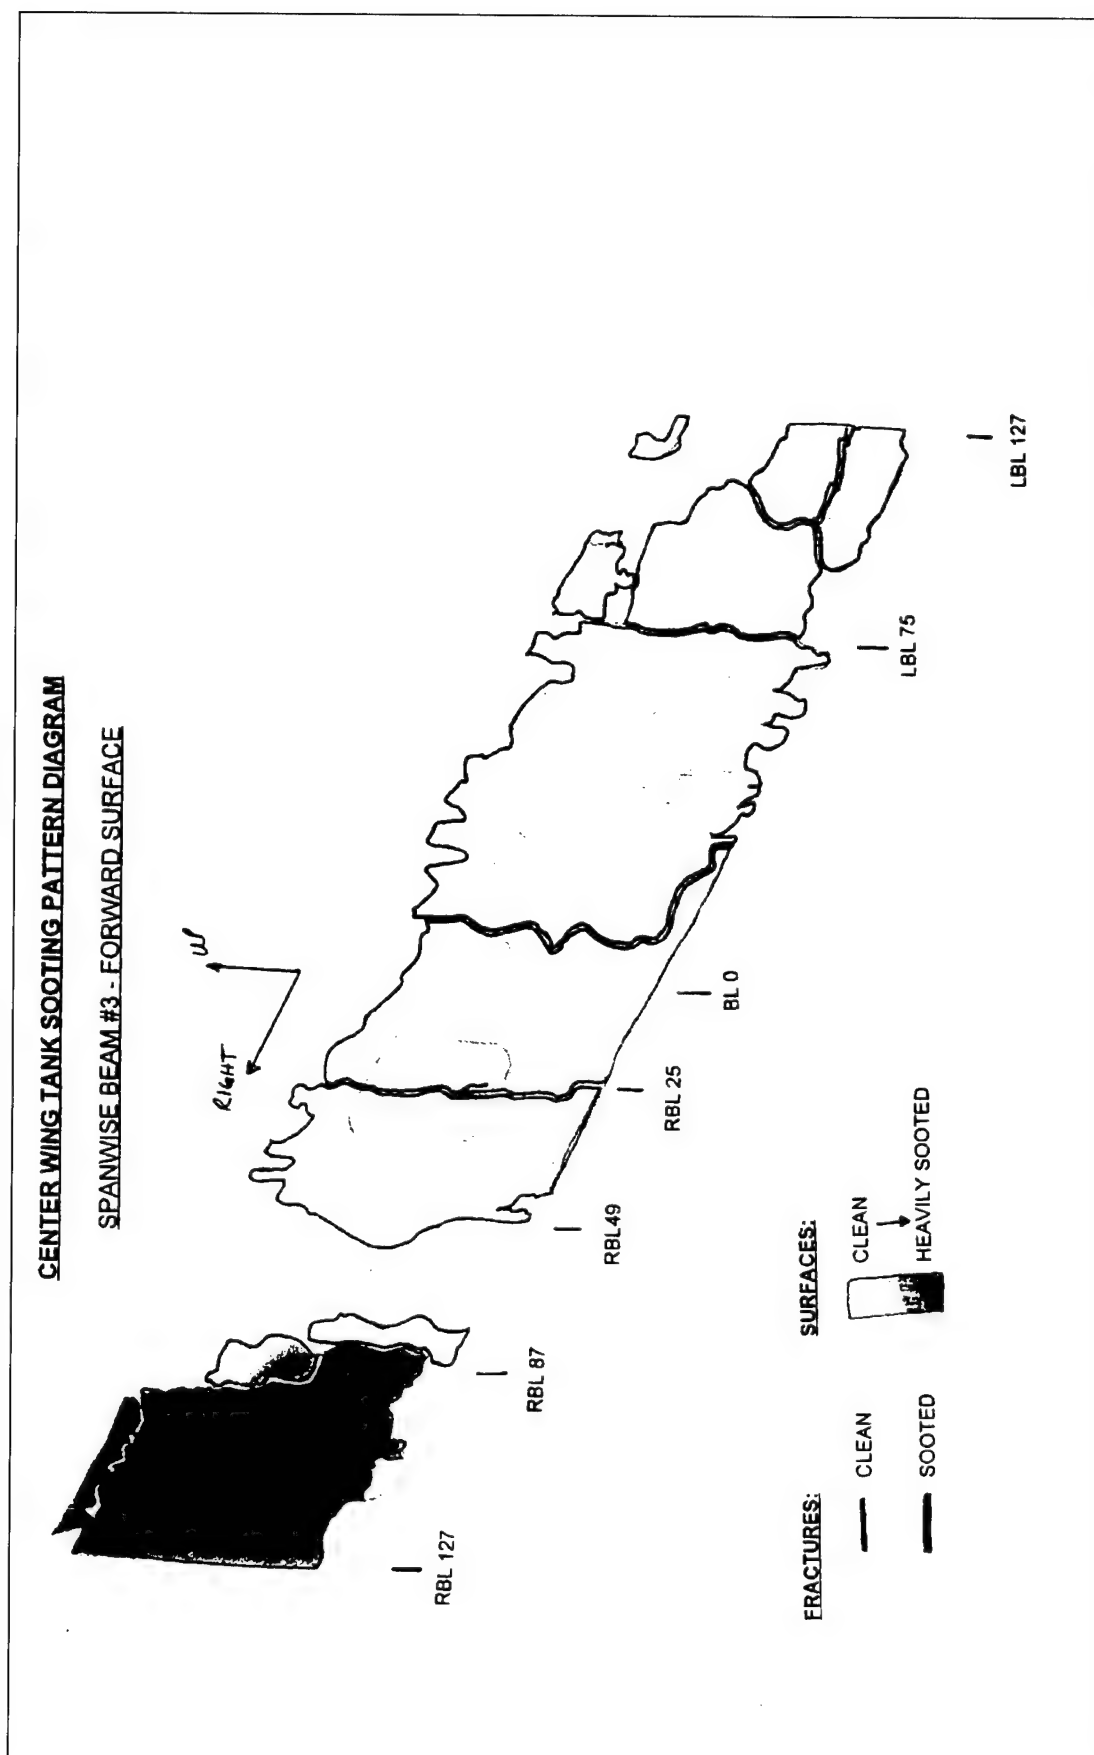 CENTER WING TANK SOOTING PATTERN DIAGRAM
SPANWISE BEAM #3 - FORWARD SURFACE
UP
RIGHT
RBL 127
RBL 87
RBL49
RBL 25
BL 0
LBL 75
LBL 127
FRACTURES:
CLEAN
SOOTED
SURFACES:
CLEAN
HEAVILY SOOTED